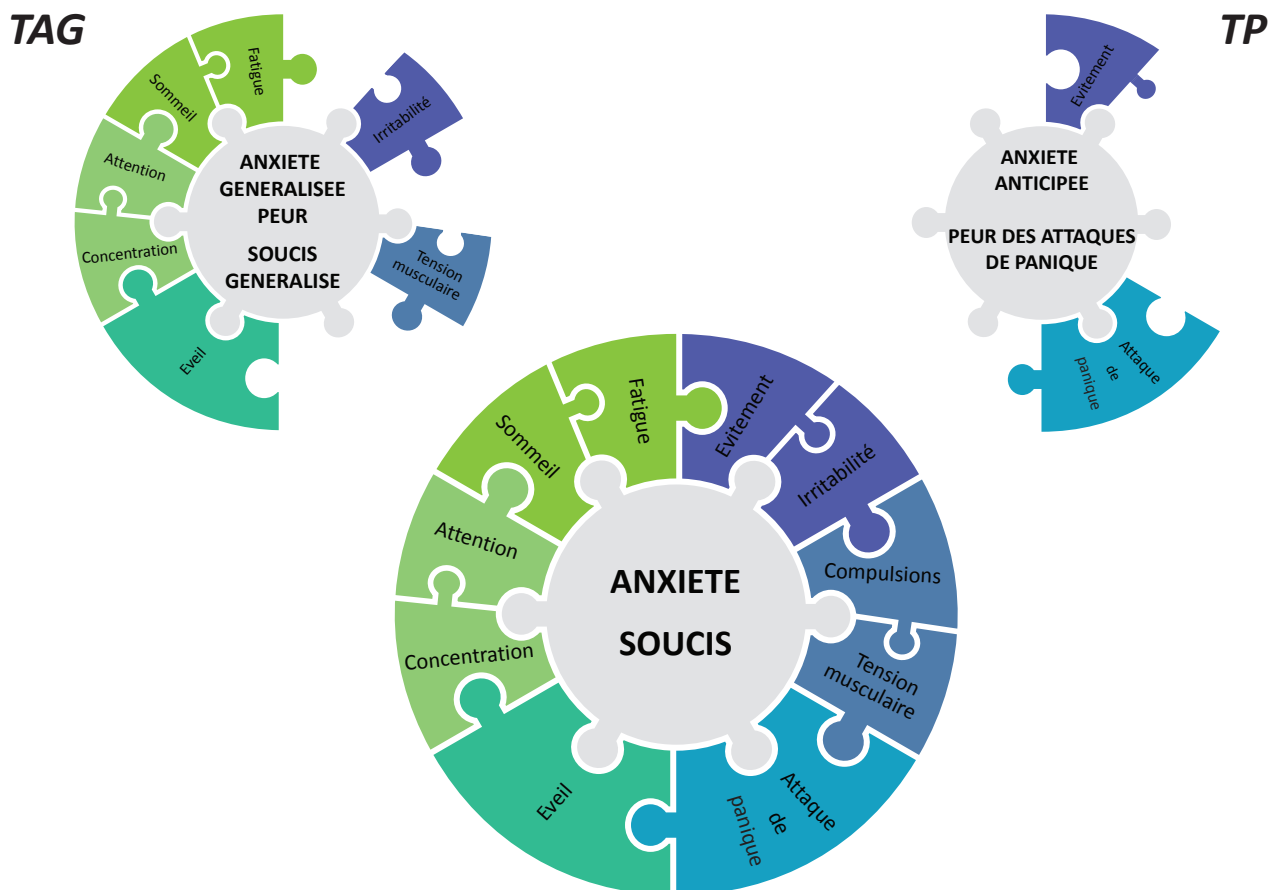 TAG
Fatigue
Sommeil
Attention
Concentration
Eveil
Irritabilité
Tension
musculaire
ANXIETE
GENERALISEE
PEUR
SOUCIS
GENERALISE
TP
Evitement
ANXIETE
ANTICIPEE
PEUR DES ATTAQUES
DE PANIQUE
Attaque
de
panique
Fatigue
Sommeil
Attention
Concentration
Eveil
Evitement
Irritabilité
Compulsions
Tension
musculaire
Attaque
de
panique
ANXIETE
SOUCIS